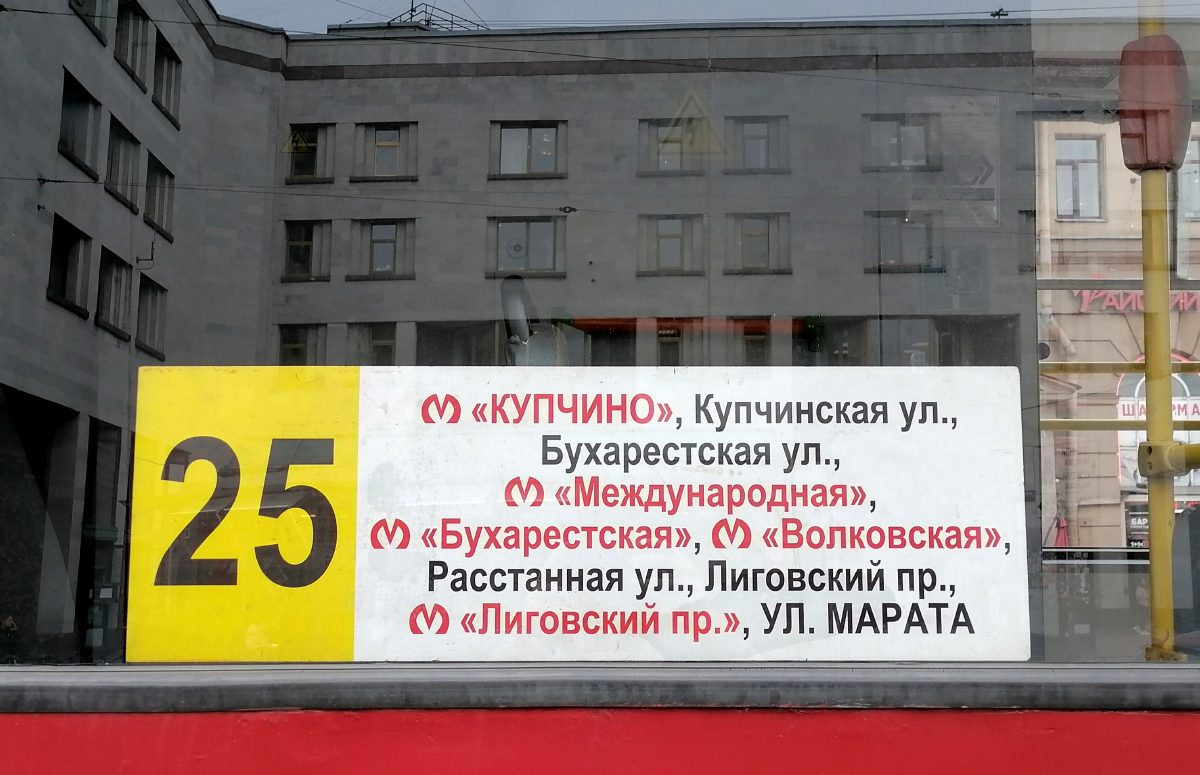 25
М «КУПЧИНО», Купчинская ул.,
Бухарестская ул.,
М «Международная»,
М «Бухарестская», М «Волковская»,
Расстанная ул., Лиговский пр.,
М «Лиговский пр.», УЛ. МАРАТА